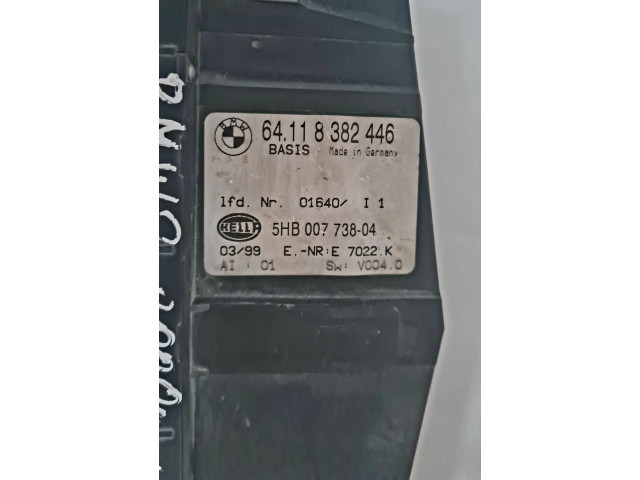 BMW 64.11 8 382 446
BASIS Made in Germany
lfd. Nr. 01640/ I 1
HELLA 5HB 007 738-04
03/99 E.-NR:E 7022.K
AI : 01 SW: V004.0